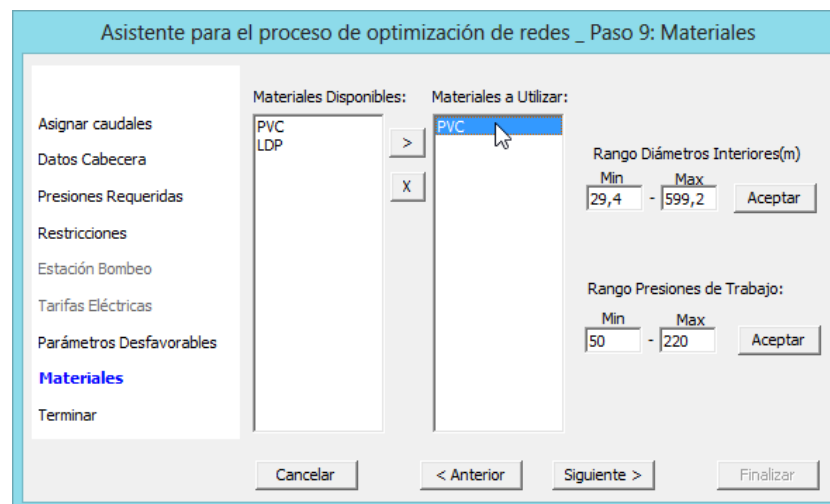 Asistente para el proceso de optimización de redes _ Paso 9: Materiales
Asignar caudales
Datos Cabecera
Presiones Requeridas
Restricciones
Estación Bombeo
Tarifas Eléctricas
Parámetros Desfavorables
Materiales
Terminar
Materiales Disponibles:
PVC
LDP
>
X
Materiales a Utilizar:
PVC
Rango Diámetros Interiores(m)
Min Max
29,4 - 599,2 Aceptar
Rango Presiones de Trabajo:
Min Max
50 - 220 Aceptar
Cancelar < Anterior Siguiente > Finalizar